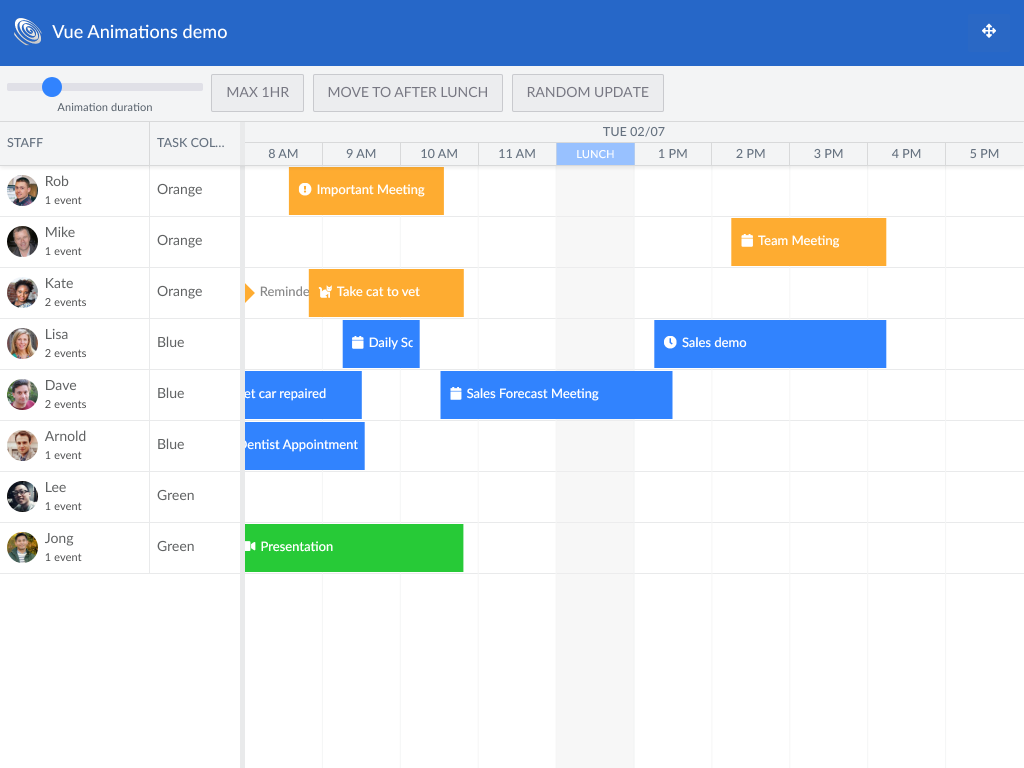 Vue Animations demo
Animation duration
MAX 1HR
MOVE TO AFTER LUNCH
RANDOM UPDATE
STAFF
TASK COL...
TUE 02/07
8 AM
9 AM
10 AM
11 AM
LUNCH
1 PM
2 PM
3 PM
4 PM
5 PM
Rob
1 event
Orange
Important Meeting
Mike
1 event
Orange
Team Meeting
Kate
2 events
Orange
Reminde
Take cat to vet
Lisa
2 events
Blue
Daily Sc
Sales demo
Dave
2 events
Blue
et car repaired
Sales Forecast Meeting
Arnold
1 event
Blue
Dentist Appointment
Lee
1 event
Green
Jong
1 event
Green
Presentation